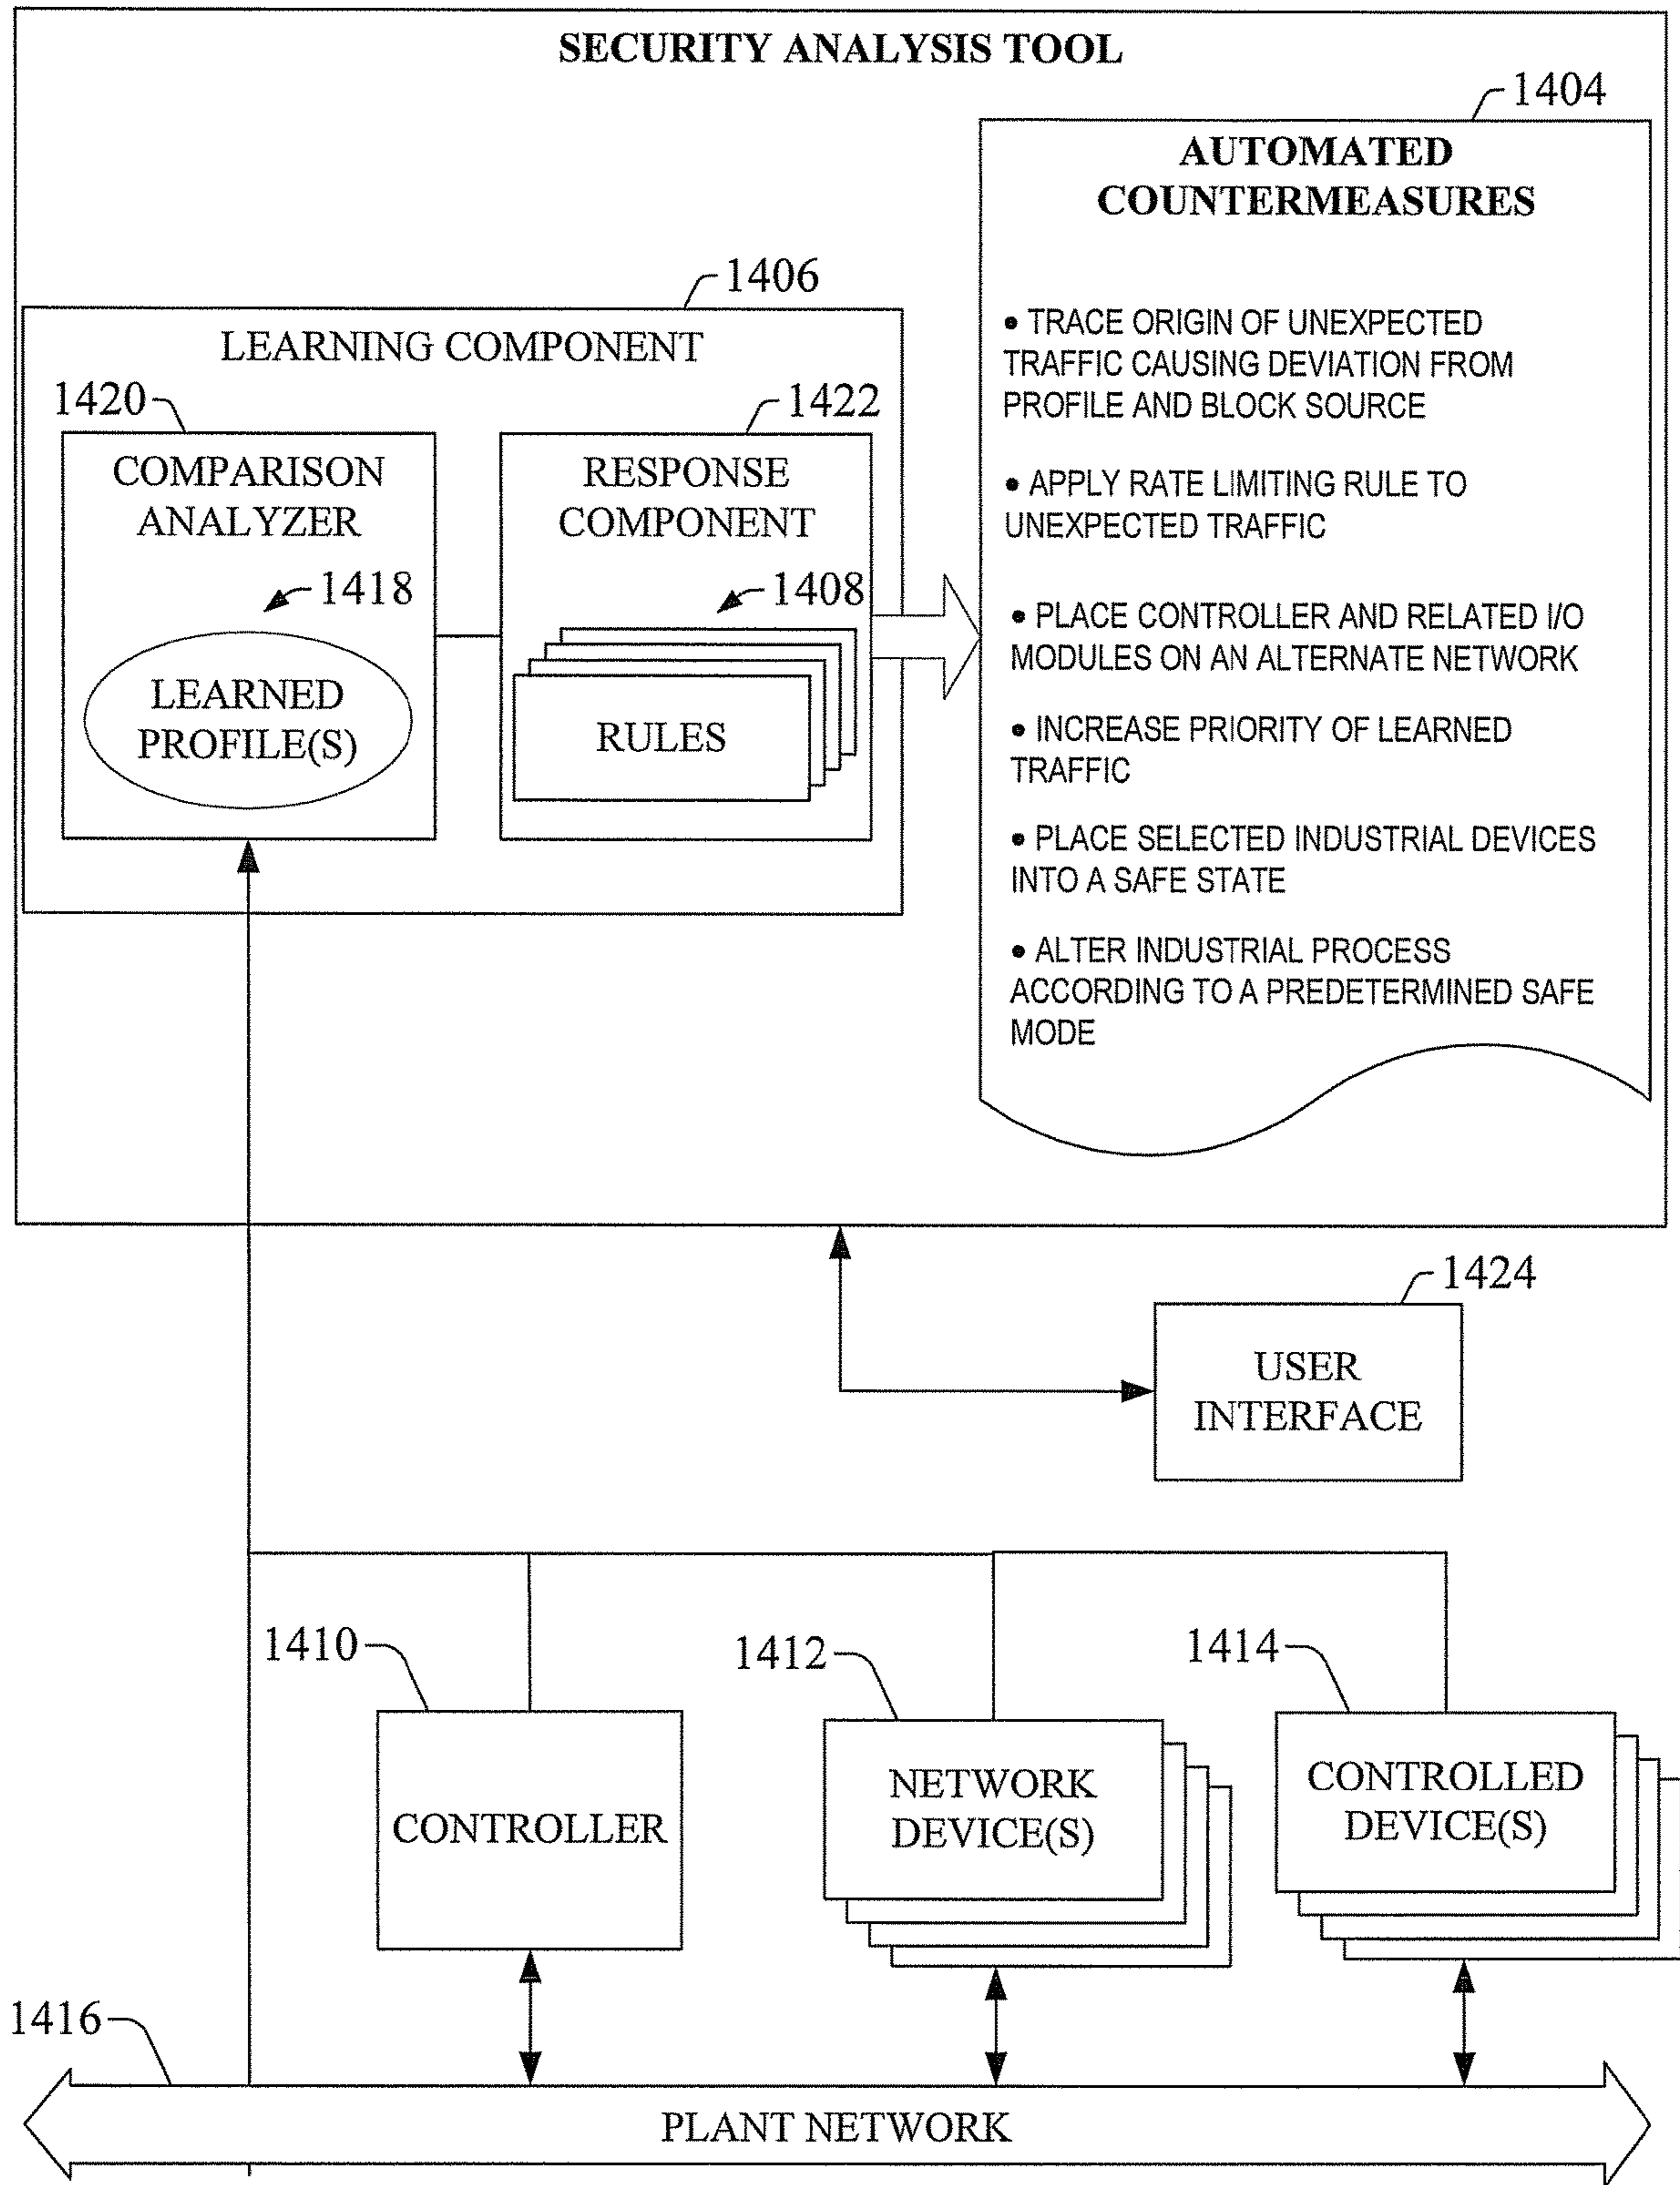 SECURITY ANALYSIS TOOL
1404
AUTOMATED
COUNTERMEASURES
• TRACE ORIGIN OF UNEXPECTED
TRAFFIC CAUSING DEVIATION FROM
PROFILE AND BLOCK SOURCE
• APPLY RATE LIMITING RULE TO
UNEXPECTED TRAFFIC
• PLACE CONTROLLER AND RELATED I/O
MODULES ON AN ALTERNATE NETWORK
• INCREASE PRIORITY OF LEARNED
TRAFFIC
• PLACE SELECTED INDUSTRIAL DEVICES
INTO A SAFE STATE
• ALTER INDUSTRIAL PROCESS
ACCORDING TO A PREDETERMINED SAFE
MODE
1406
LEARNING COMPONENT
1420
COMPARISON
ANALYZER
1418
LEARNED
PROFILE(S)
1422
RESPONSE
COMPONENT
1408
RULES
1424
USER
INTERFACE
1410
CONTROLLER
1412
NETWORK
DEVICE(S)
1414
CONTROLLED
DEVICE(S)
1416
PLANT NETWORK